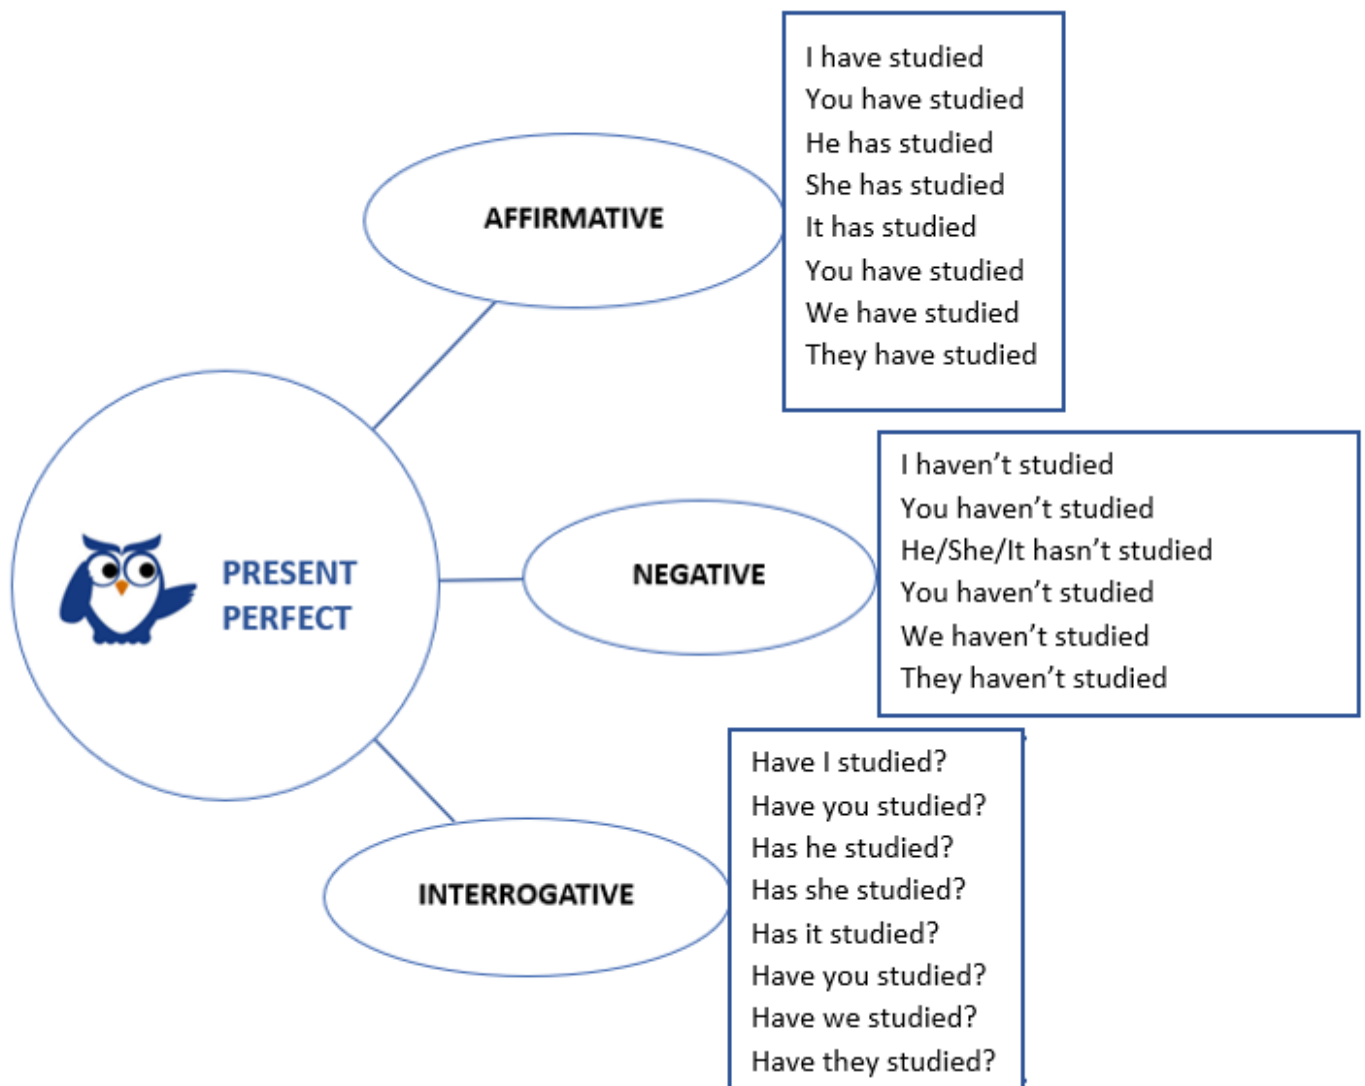 PRESENT
PERFECT
AFFIRMATIVE
I have studied
You have studied
He has studied
She has studied
It has studied
You have studied
We have studied
They have studied
NEGATIVE
I haven’t studied
You haven’t studied
He/She/It hasn’t studied
You haven’t studied
We haven’t studied
They haven’t studied
INTERROGATIVE
Have I studied?
Have you studied?
Has he studied?
Has she studied?
Has it studied?
Have you studied?
Have we studied?
Have they studied?